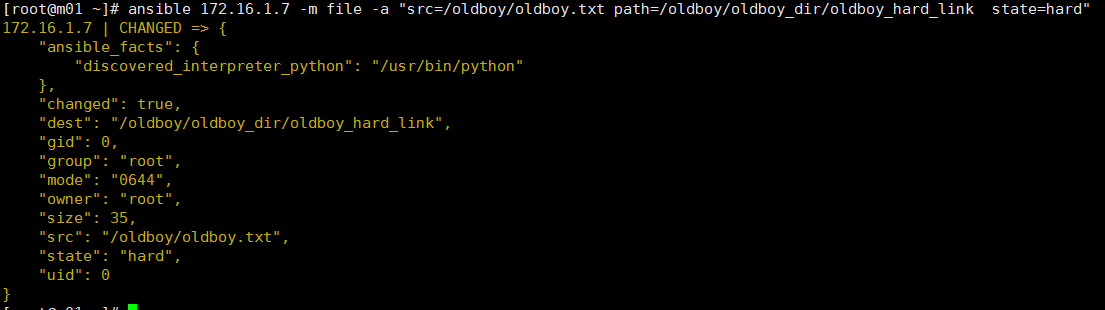 [root@m01 ~]# ansible 172.16.1.7 -m file -a "src=/oldboy/oldboy.txt path=/oldboy/oldboy_dir/oldboy_hard_link  state=hard"
172.16.1.7 | CHANGED => {
    "ansible_facts": {
        "discovered_interpreter_python": "/usr/bin/python"
    },
    "changed": true,
    "dest": "/oldboy/oldboy_dir/oldboy_hard_link",
    "gid": 0,
    "group": "root",
    "mode": "0644",
    "owner": "root",
    "size": 35,
    "src": "/oldboy/oldboy.txt",
    "state": "hard",
    "uid": 0
}